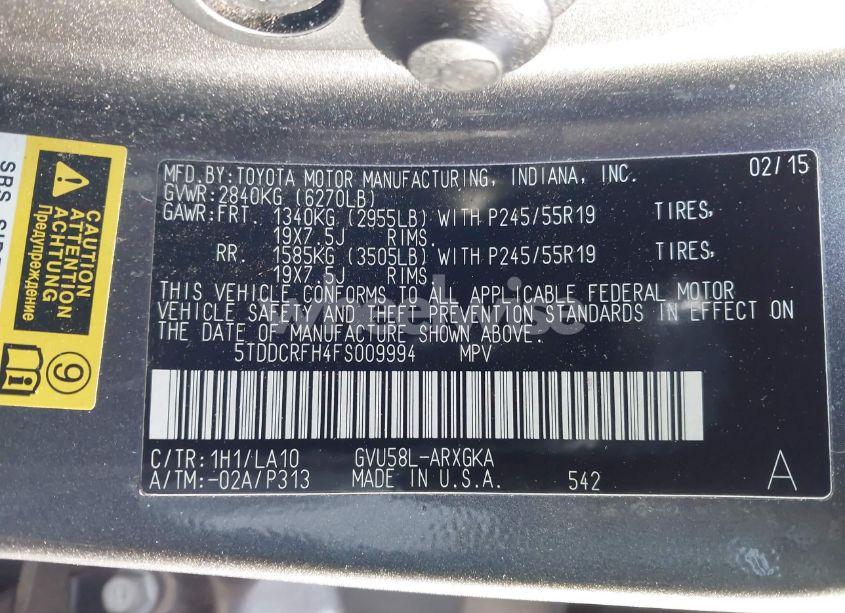 MFD.BY:TOYOTA MOTOR MANUFACTURING, INDIANA, INC. 02/15
GVWR:2840KG (6270LB)
GAWR:FRT. 1340KG (2955LB) WITH P245/55R19 TIRES,
19X7.5J RIMS.
RR. 1585KG (3505LB) WITH P245/55R19 TIRES,
19X7.5J RIMS.
THIS VEHICLE CONFORMS TO ALL APPLICABLE FEDERAL MOTOR
VEHICLE SAFETY AND THEFT PREVENTION STANDARDS IN EFFECT ON
THE DATE OF MANUFACTURE SHOWN ABOVE.
5TDDCRFH4FS009994 MPV
C/TR:1H1/LA10 GVU58L-ARXGKA
A/TM:-02A/P313 MADE IN U.S.A. 542 A
CAUTION
ATTENTION
ACHTUNG
Предупреждение
9
i
SRS
wheelwise